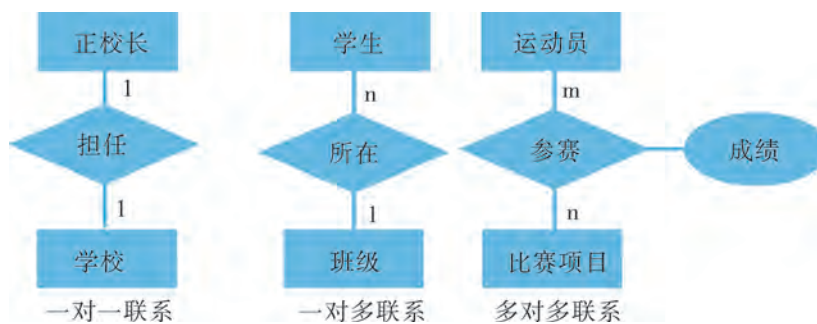 正校长 学生 运动员
1 n m
担任 所在 参赛 成绩
1 1 n
学校 班级 比赛项目
一对一联系 一对多联系 多对多联系